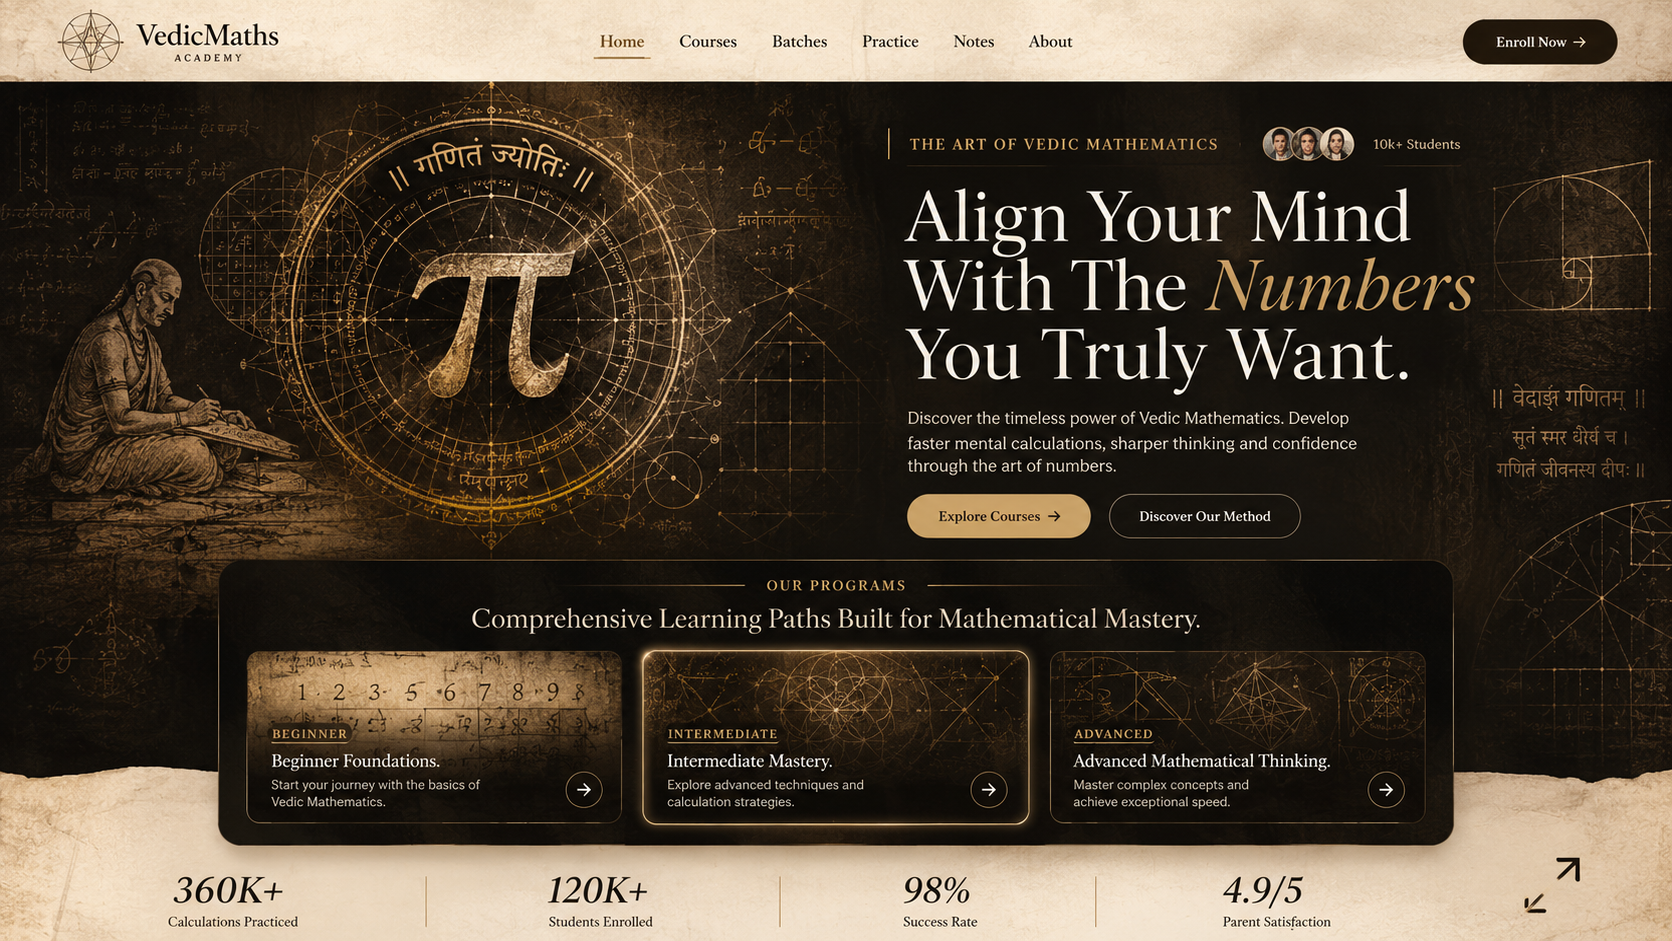 VedicMaths
ACADEMY
Home
Courses
Batches
Practice
Notes
About
Enroll Now →
|| गणितं ज्योतिः ||
THE ART OF VEDIC MATHEMATICS
10k+ Students
Align Your Mind
With The Numbers
You Truly Want.
Discover the timeless power of Vedic Mathematics. Develop
faster mental calculations, sharper thinking and confidence
through the art of numbers.
Explore Courses →
Discover Our Method
π
|| गणितम् ||
गणितं जीवनस्य दीपः ||
OUR PROGRAMS
Comprehensive Learning Paths Built for Mathematical Mastery.
1 2 3 5 6 7 8 9 8
BEGINNER
Beginner Foundations.
Start your journey with the basics of
Vedic Mathematics.
INTERMEDIATE
Intermediate Mastery.
Explore advanced techniques and
calculation strategies.
ADVANCED
Advanced Mathematical Thinking.
Master complex concepts and
achieve exceptional speed.
360K+
Calculations Practiced
120K+
Students Enrolled
98%
Success Rate
4.9/5
Parent Satisfaction